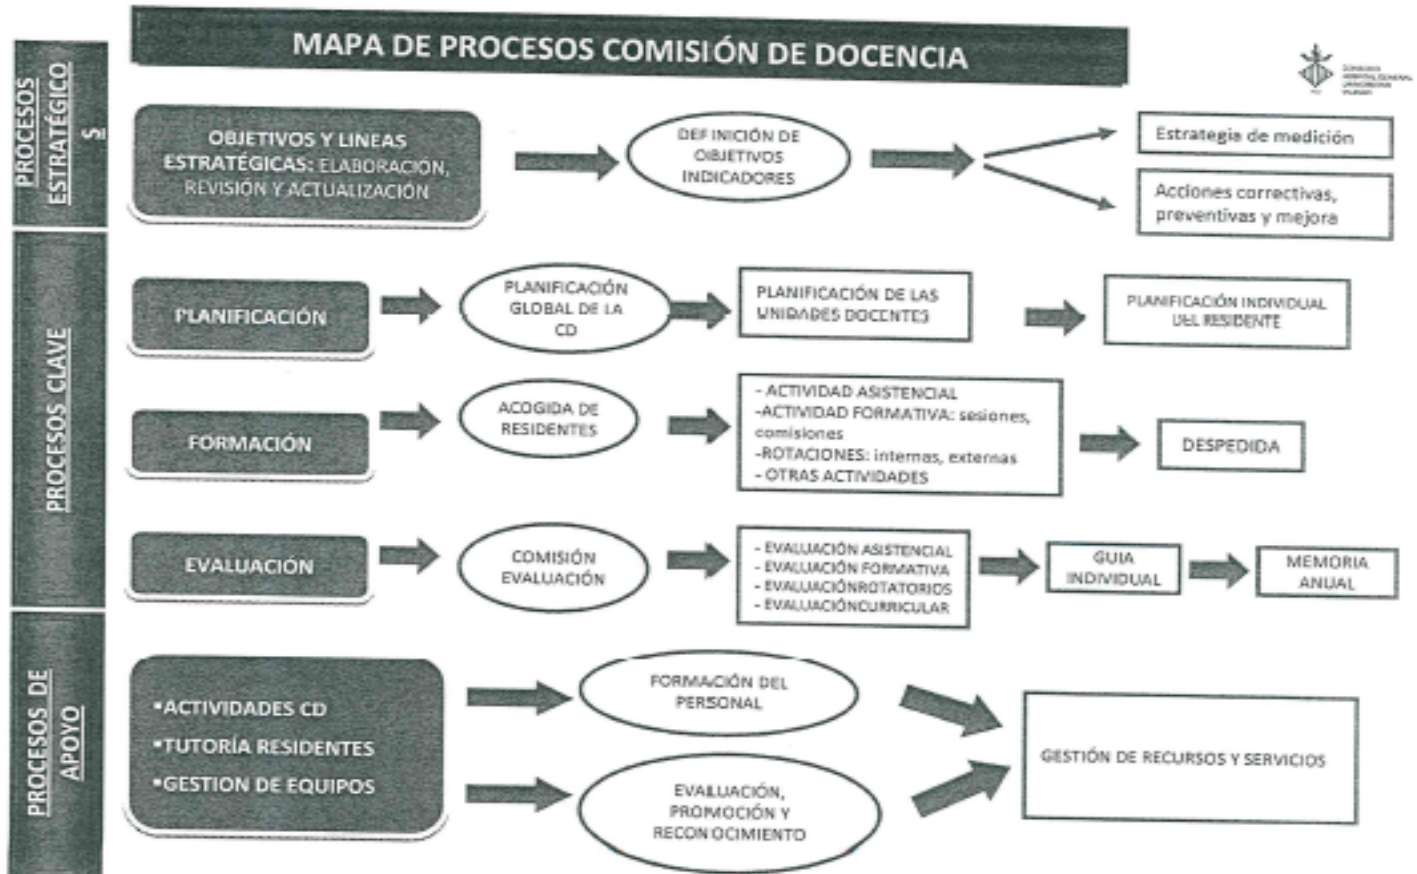 MAPA DE PROCESOS COMISIÓN DE DOCENCIA
CONSORCIO
HOSPITAL GENERAL
UNIVERSITARIO
PROCESOS
ESTRATÉGICO
S
OBJETIVOS Y LINEAS
ESTRATÉGICAS: ELABORACIÓN,
REVISIÓN Y ACTUALIZACIÓN
DEFINICIÓN DE
OBJETIVOS
INDICADORES
Estrategia de medición
Acciones correctivas,
preventivas y mejora
PROCESOS CLAVE
PLANIFICACIÓN
PLANIFICACIÓN
GLOBAL DE LA
CD
PLANIFICACIÓN DE LAS
UNIDADES DOCENTES
PLANIFICACIÓN INDIVIDUAL
DEL RESIDENTE
FORMACIÓN
ACOGIDA DE
RESIDENTES
- ACTIVIDAD ASISTENCIAL
-ACTIVIDAD FORMATIVA: sesiones,
comisiones
-ROTACIONES: internas, externas
- OTRAS ACTIVIDADES
DESPEDIDA
EVALUACIÓN
COMISIÓN
EVALUACIÓN
- EVALUACIÓN ASISTENCIAL
- EVALUACIÓN FORMATIVA
- EVALUACIÓNROTATORIOS
- EVALUACIÓNCURRICULAR
GUIA
INDIVIDUAL
MEMORIA
ANUAL
PROCESOS DE
APOYO
▪ACTIVIDADES CD
▪TUTORÍA RESIDENTES
▪GESTION DE EQUIPOS
FORMACIÓN DEL
PERSONAL
EVALUACIÓN,
PROMOCIÓN Y
RECONOCIMIENTO
GESTIÓN DE RECURSOS Y SERVICIOS